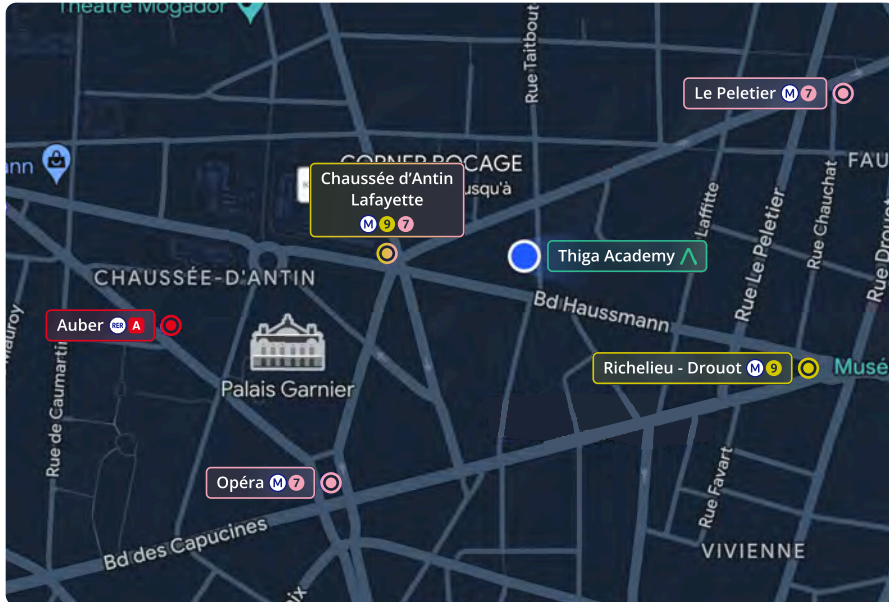 Théâtre Mogador
Rue Taitbout
Le Peletier M 7
CORNER BOCAGE
FAU
Chaussée d'Antin
Lafayette
M 9 7
usqu'à
Laffitte
Rue Le Peletier
Rue Chauchat
Rue Drouot
Thiga Academy
CHAUSSÉE-D'ANTIN
Bd Haussmann
Auber RER A
Palais Garnier
Rue de Caumartin
Richelieu - Drouot M 9
Musé
Opéra M 7
Rue Favart
Bd des Capucines
VIVIENNE